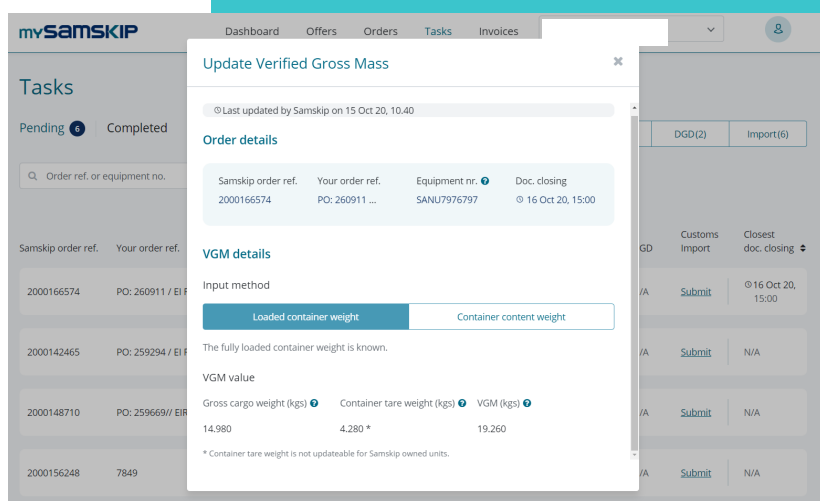 mySAMSKIP
Dashboard Offers Orders Tasks Invoices
Update Verified Gross Mass
Tasks
Last updated by Samskip on 15 Oct 20, 10.40
Pending 6 Completed
DGD(2) Import(6)
Order details
Order ref. or equipment no.
Samskip order ref. Your order ref. Equipment nr. Doc. closing
2000166574 PO: 260911 ... SANU7976797 16 Oct 20, 15:00
Samskip order ref. Your order ref. GD Customs Import Closest doc. closing
VGM details
Input method
2000166574 PO: 260911 / EI F /A Submit 16 Oct 20, 15:00
Loaded container weight Container content weight
The fully loaded container weight is known.
2000142465 PO: 259294 / EI F /A Submit N/A
VGM value
Gross cargo weight (kgs) Container tare weight (kgs) VGM (kgs)
2000148710 PO: 259669// EIR /A Submit N/A
14.980 4.280 * 19.260
* Container tare weight is not updateable for Samskip owned units.
2000156248 7849 /A Submit N/A